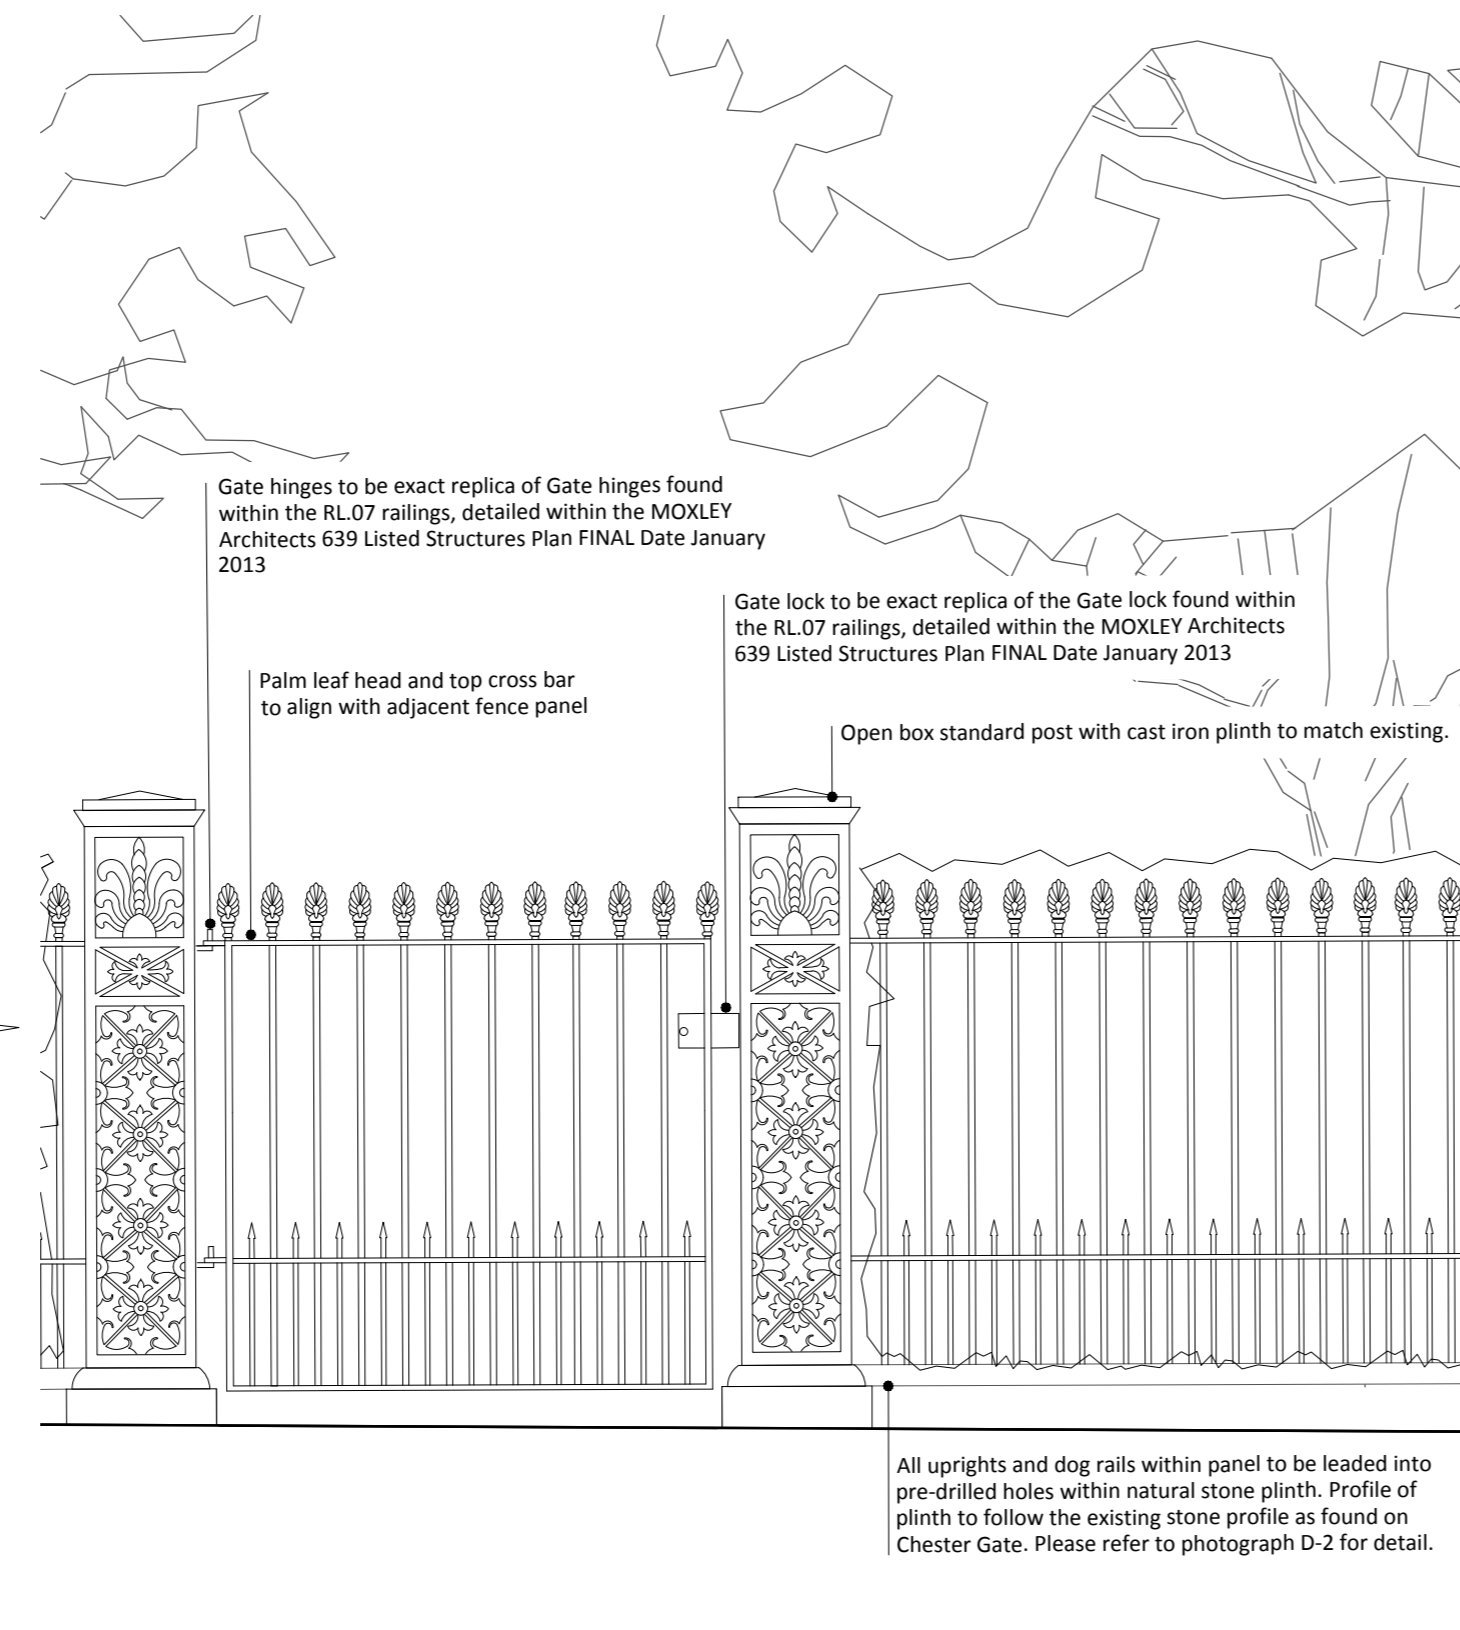 Gate hinges to be exact replica of Gate hinges found
within the RL.07 railings, detailed within the MOXLEY
Architects 639 Listed Structures Plan FINAL Date January
2013
Gate lock to be exact replica of the Gate lock found within
the RL.07 railings, detailed within the MOXLEY Architects
639 Listed Structures Plan FINAL Date January 2013
Palm leaf head and top cross bar
to align with adjacent fence panel
Open box standard post with cast iron plinth to match existing.
All uprights and dog rails within panel to be leaded into
pre-drilled holes within natural stone plinth. Profile of
plinth to follow the existing stone profile as found on
Chester Gate. Please refer to photograph D-2 for detail.